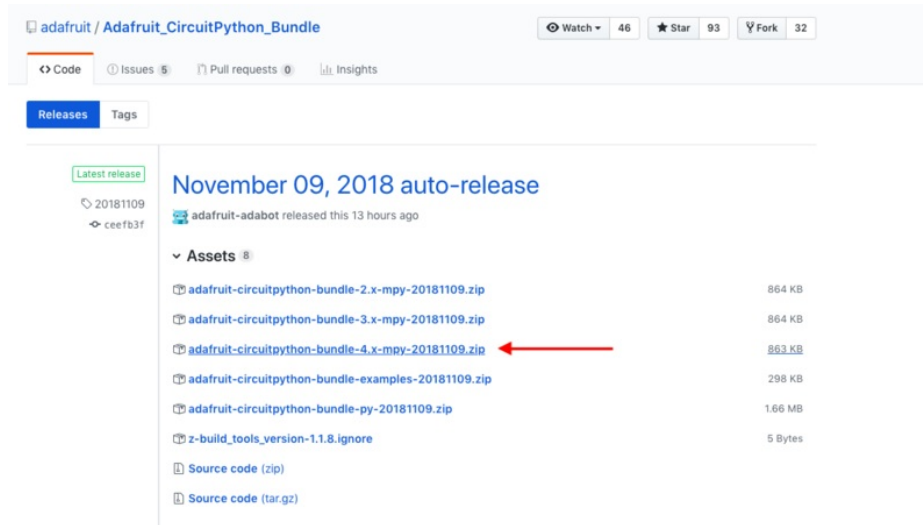 adafruit / Adafruit_CircuitPython_Bundle
Watch 46 Star 93 Fork 32
Code Issues 5 Pull requests 0 Insights
Releases Tags
Latest release
20181109
ceefb3f
November 09, 2018 auto-release
adafruit-adabot released this 13 hours ago
Assets 8
adafruit-circuitpython-bundle-2.x-mpy-20181109.zip 864 KB
adafruit-circuitpython-bundle-3.x-mpy-20181109.zip 864 KB
adafruit-circuitpython-bundle-4.x-mpy-20181109.zip 863 KB
adafruit-circuitpython-bundle-examples-20181109.zip 298 KB
adafruit-circuitpython-bundle-py-20181109.zip 1.66 MB
z-build_tools_version-1.1.8.ignore 5 Bytes
Source code (zip)
Source code (tar.gz)